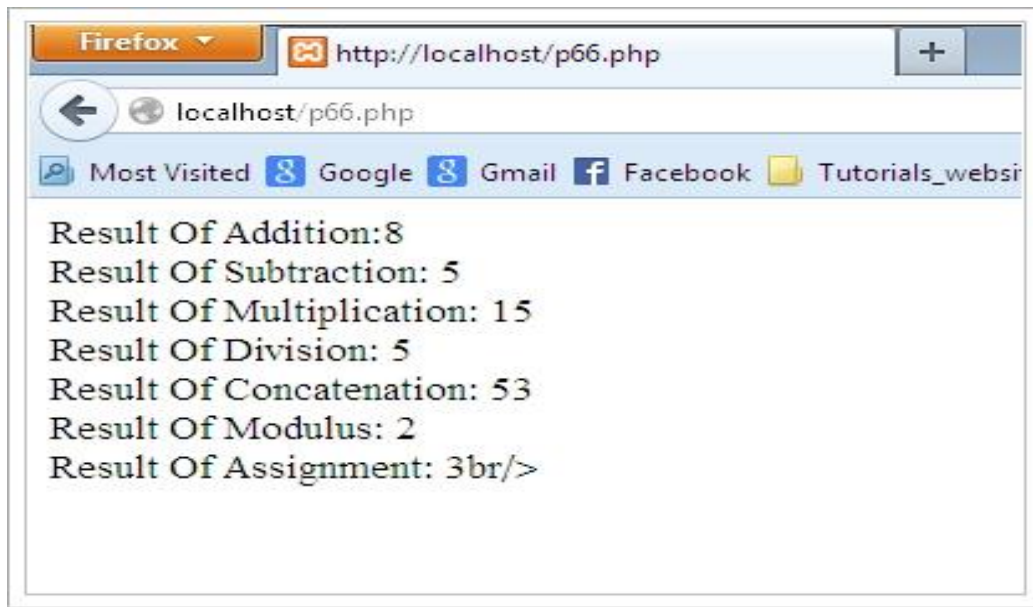 Firefox
http://localhost/p66.php
+
localhost/p66.php
Most Visited Google Gmail Facebook Tutorials_websi
Result Of Addition:8
Result Of Subtraction: 5
Result Of Multiplication: 15
Result Of Division: 5
Result Of Concatenation: 53
Result Of Modulus: 2
Result Of Assignment: 3br/>